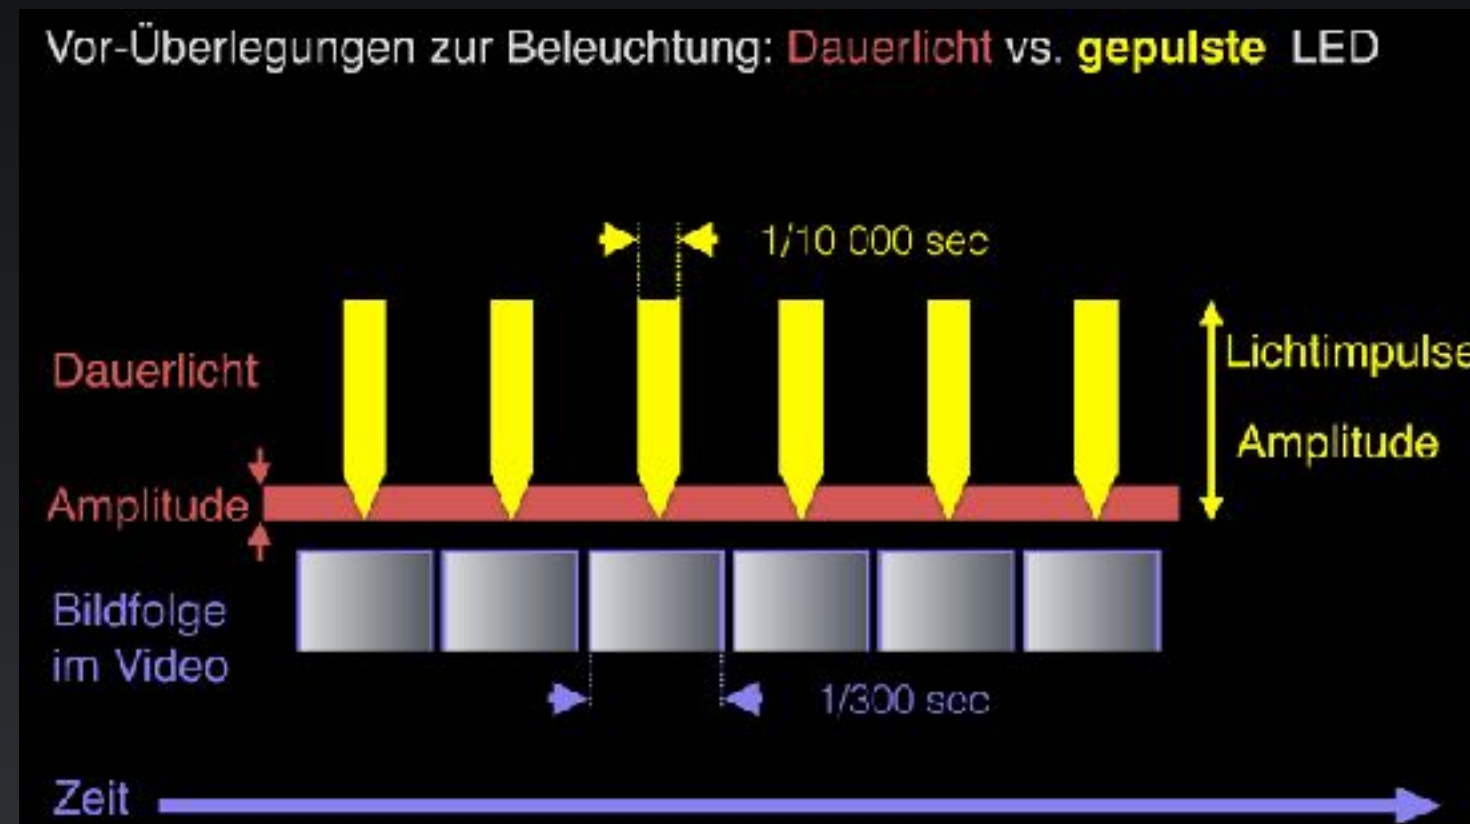 Vor-Überlegungen zur Beleuchtung: Dauerlicht vs. gepulste LED
1/10 000 sec
Dauerlicht
Lichtimpulse
Amplitude
Amplitude
Bildfolge
im Video
1/300 sec
Zeit